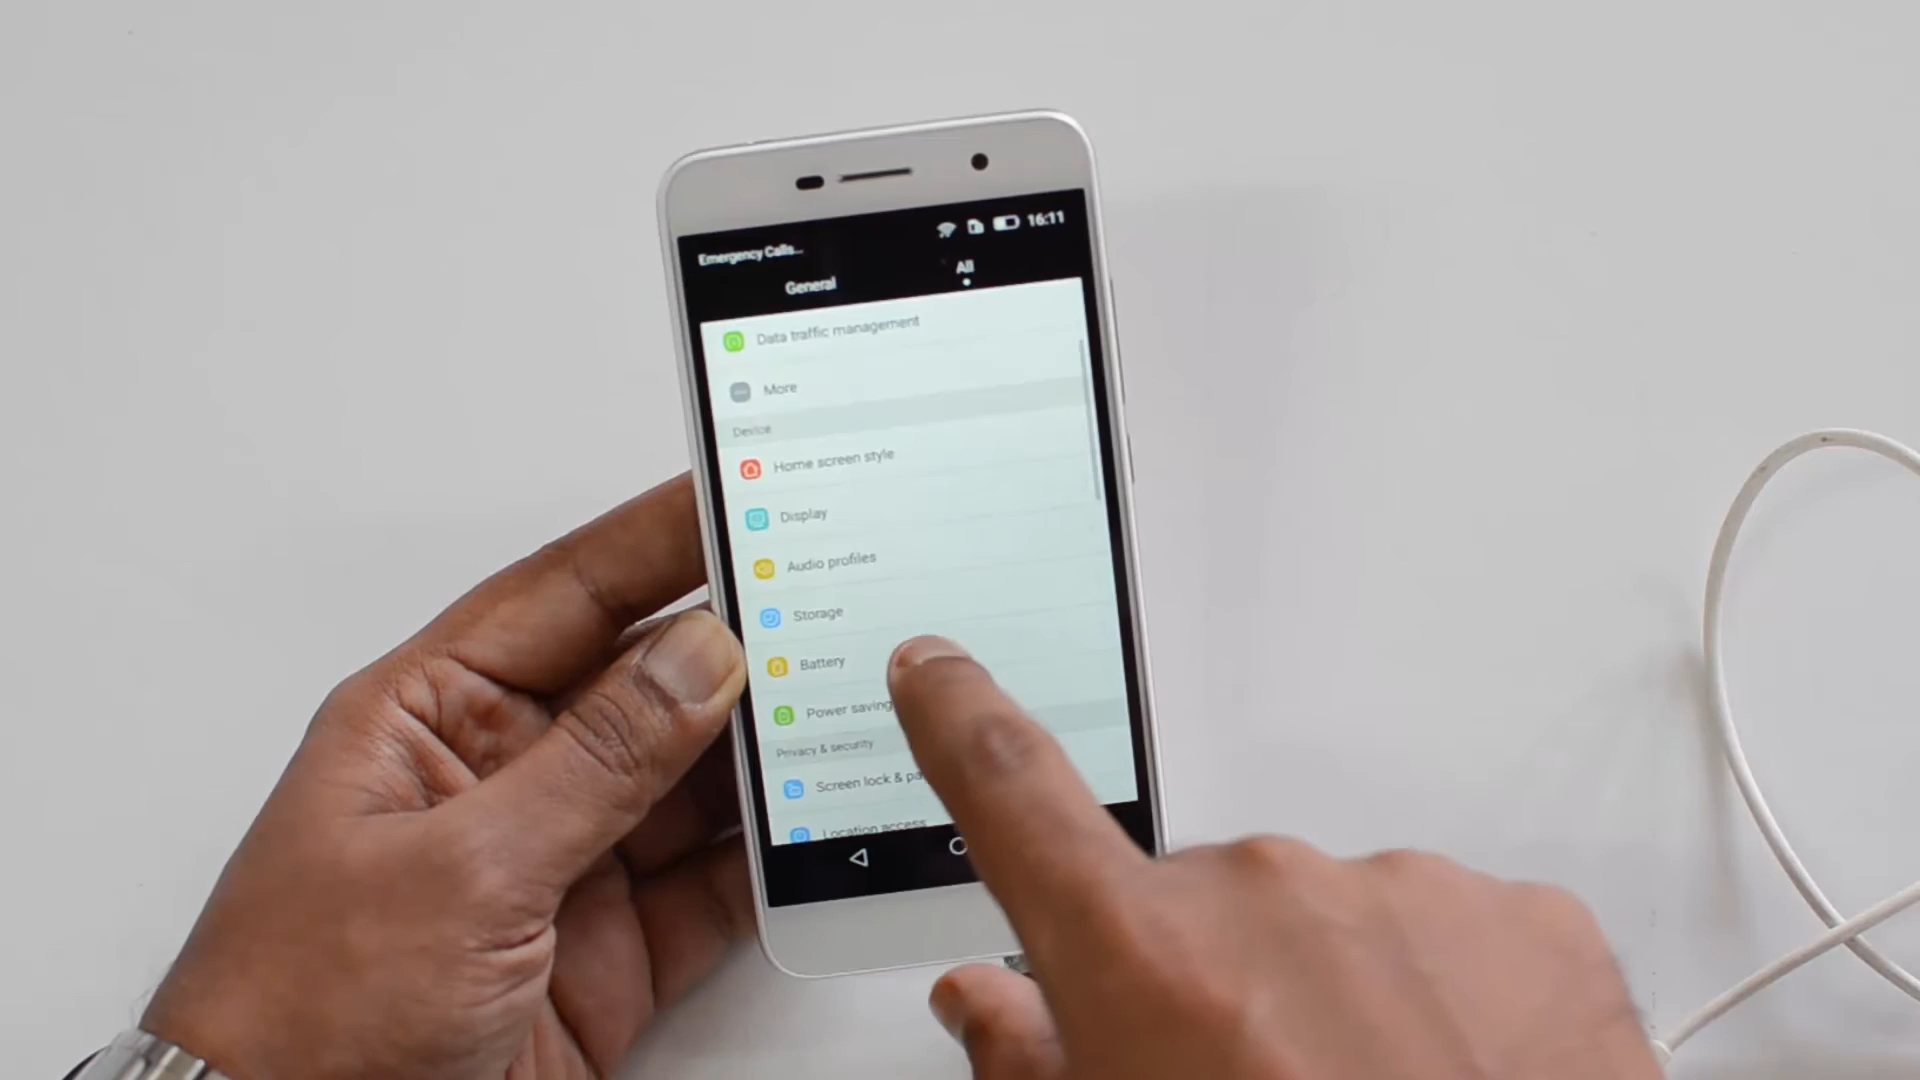 Emergency Calls...
16:11
General
All
Data traffic management
More
Device
Home screen style
Display
Audio profiles
Storage
Battery
Power saving
Privacy & security
Screen lock & pa
Location access